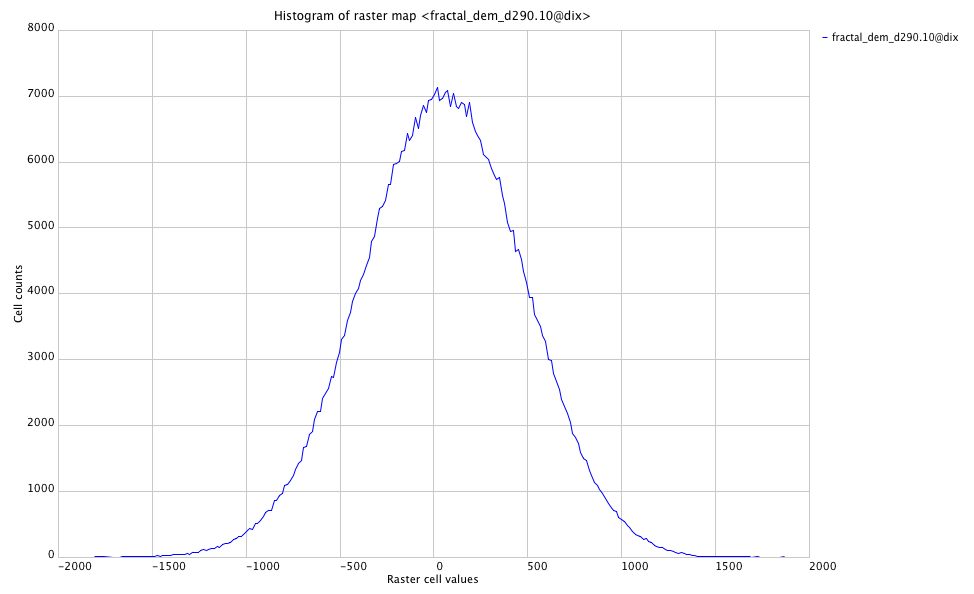 Histogram of raster map <fractal_dem_d290.10@dix>
– fractal_dem_d290.10@dix
8000
7000
6000
5000
4000
3000
2000
1000
0
Cell counts
-2000 -1500 -1000 -500 0 500 1000 1500 2000
Raster cell values